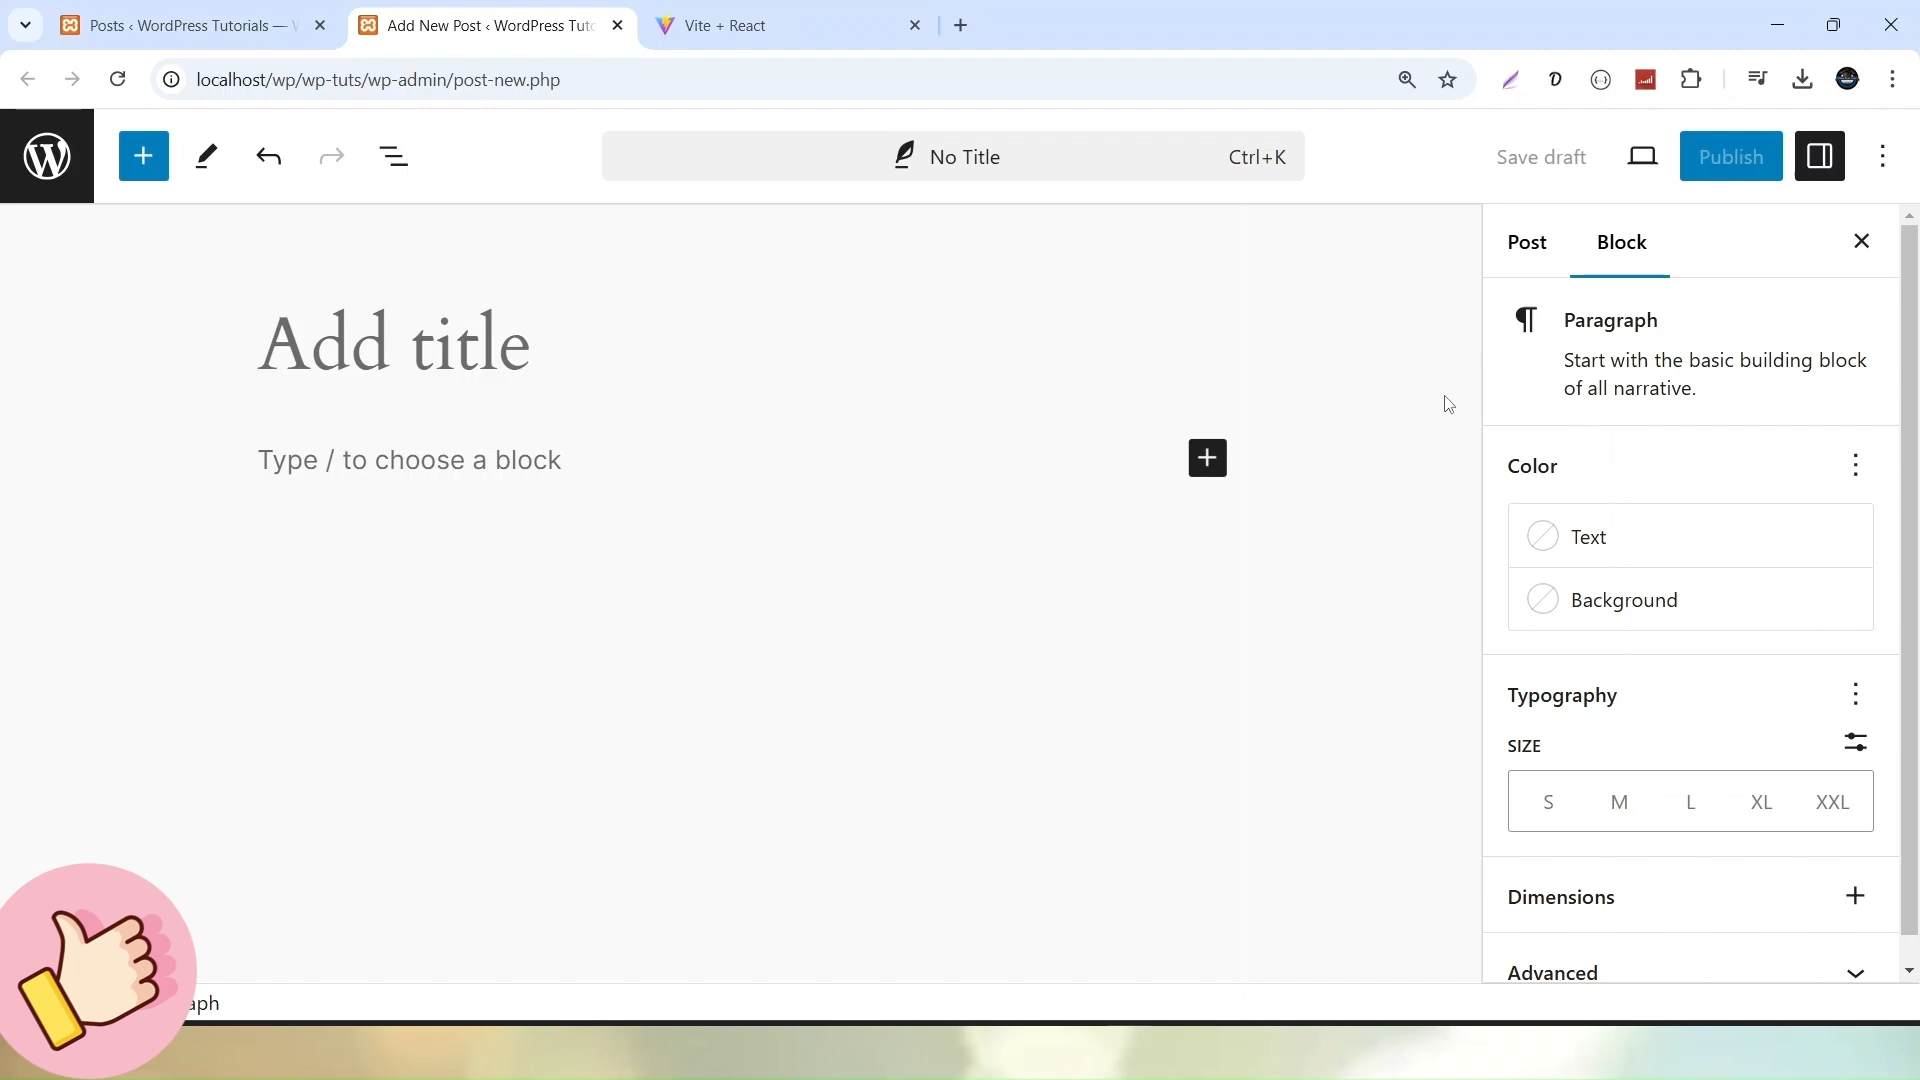 Posts ‹ WordPress Tutorials —
Add New Post ‹ WordPress Tuto
Vite + React
localhost/wp/wp-tuts/wp-admin/post-new.php
No Title
Ctrl+K
Save draft
Publish
Post
Block
Add title
Type / to choose a block
Paragraph
Start with the basic building block
of all narrative.
Color
Text
Background
Typography
SIZE
S M L XL XXL
Dimensions
Advanced
aph